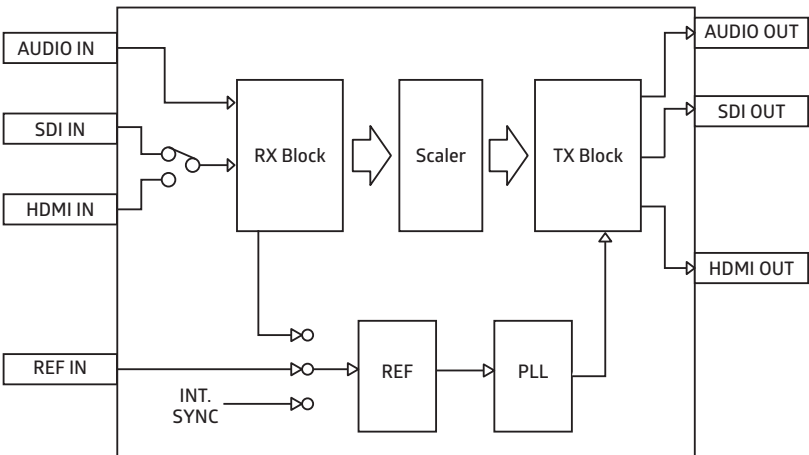 AUDIO IN
SDI IN
HDMI IN
REF IN
INT.
SYNC
RX Block
Scaler
TX Block
REF
PLL
AUDIO OUT
SDI OUT
HDMI OUT